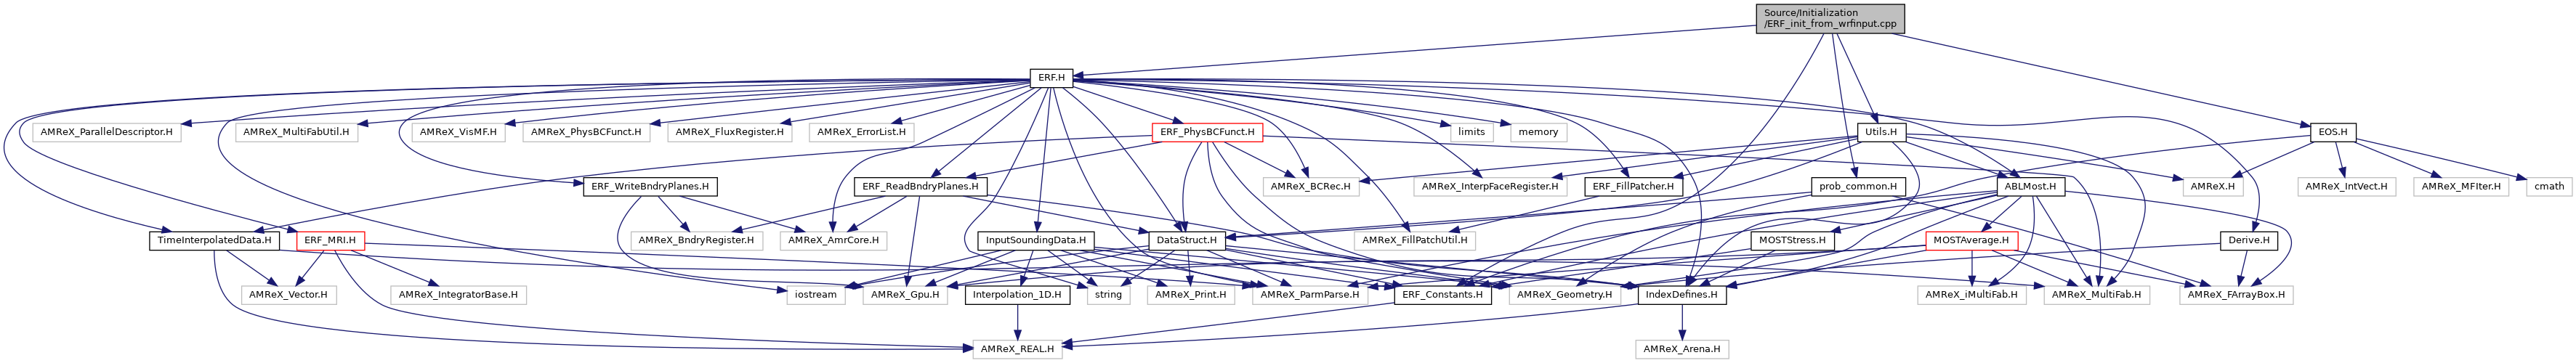 Source/Initialization
/ERF_init_from_wrfinput.cpp
ERF.H
AMReX_ParallelDescriptor.H
AMReX_MultiFabUtil.H
AMReX_VisMF.H
AMReX_PhysBCFunct.H
AMReX_FluxRegister.H
AMReX_ErrorList.H
ERF_PhysBCFunct.H
limits
memory
Utils.H
EOS.H
ERF_WriteBndryPlanes.H
ERF_ReadBndryPlanes.H
AMReX_BCRec.H
AMReX_InterpFaceRegister.H
ERF_FillPatcher.H
prob_common.H
ABLMost.H
AMReX.H
AMReX_IntVect.H
AMReX_MFIter.H
cmath
TimeInterpolatedData.H
ERF_MRI.H
AMReX_BndryRegister.H
AMReX_AmrCore.H
InputSoundingData.H
DataStruct.H
AMReX_FillPatchUtil.H
MOSTStress.H
MOSTAverage.H
Derive.H
AMReX_Vector.H
AMReX_IntegratorBase.H
iostream
AMReX_Gpu.H
Interpolation_1D.H
string
AMReX_Print.H
AMReX_ParmParse.H
ERF_Constants.H
AMReX_Geometry.H
IndexDefines.H
AMReX_iMultiFab.H
AMReX_MultiFab.H
AMReX_FArrayBox.H
AMReX_REAL.H
AMReX_Arena.H